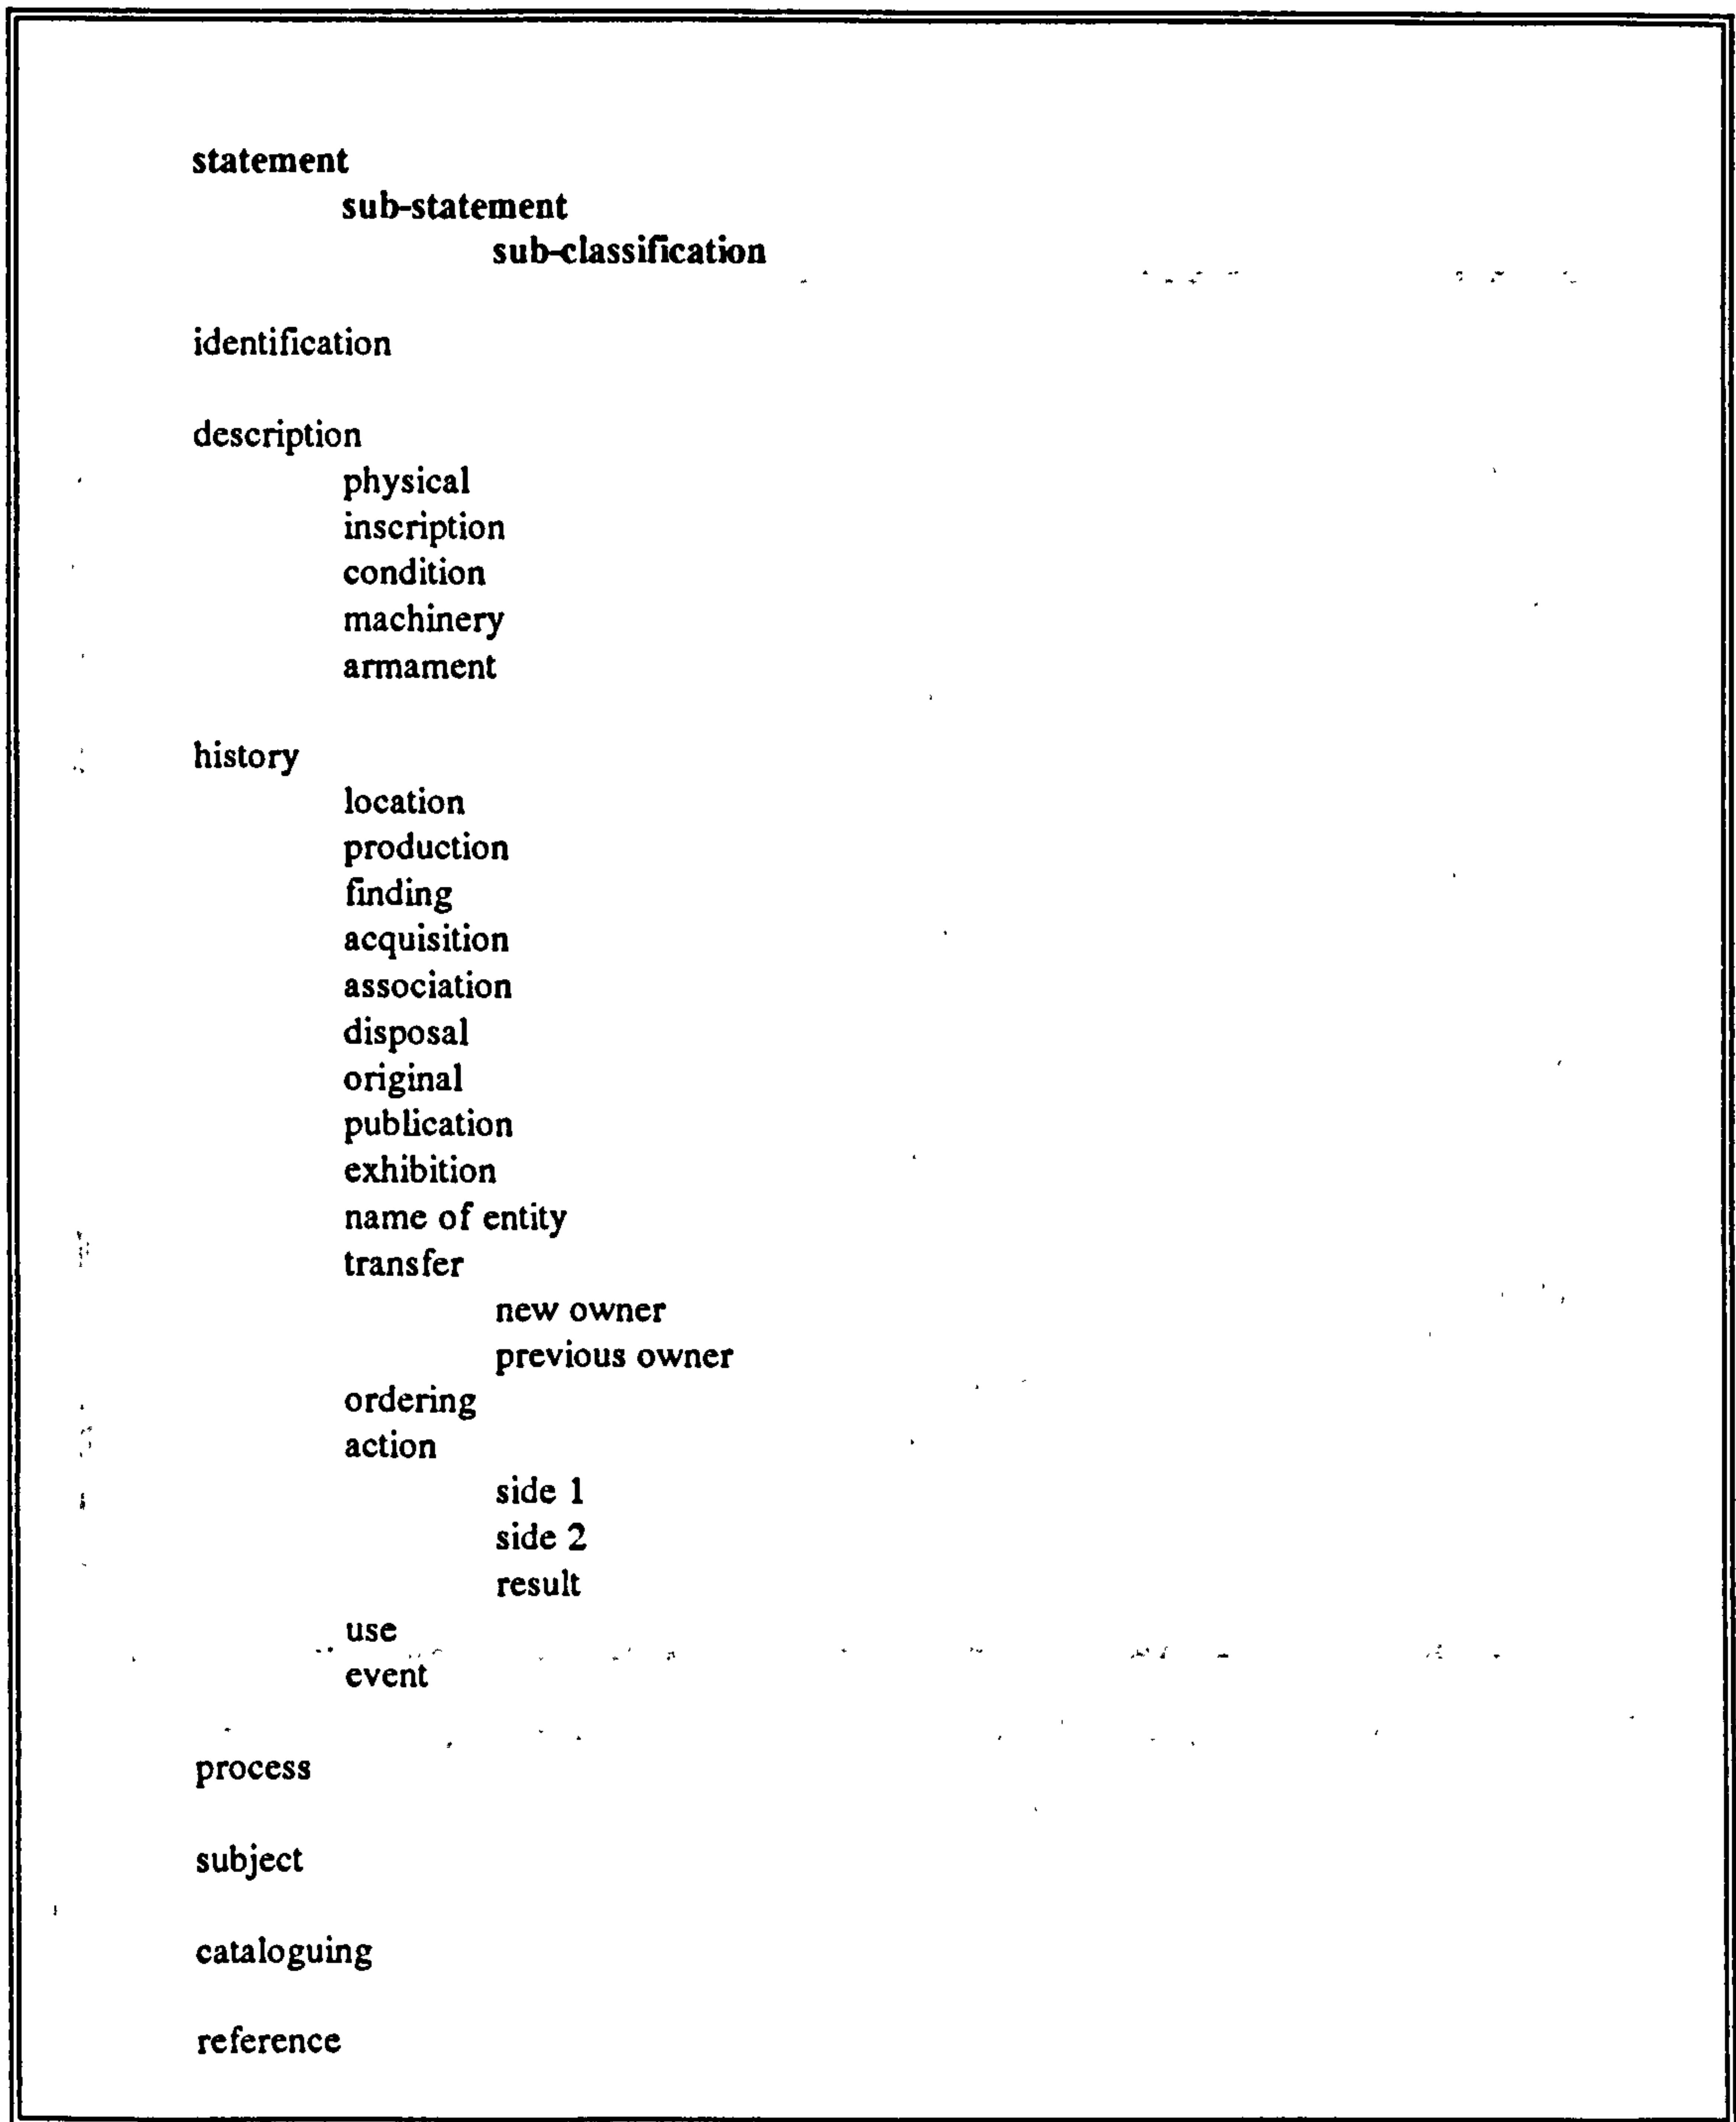 statement
sub-statement
sub-classification
identification
description
physical
inscription
condition
machinery
armament
history
location
production
finding
acquisition
association
disposal
original
publication
exhibition
name of entity
transfer
new owner
previous owner
ordering
action
side 1
side 2
result
use
event
process
subject
cataloguing
reference